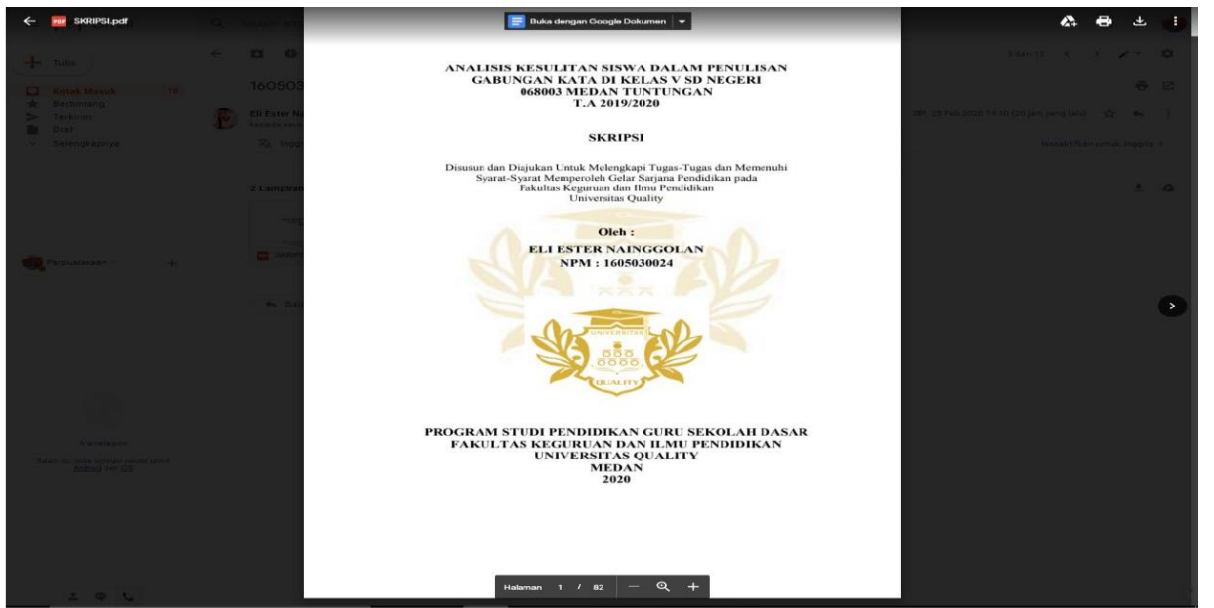 SKRIPSI.pdf
Buka dengan Google Dokumen
Tulis
Kotak Masuk
Berbintang
Terkirim
Draf
Selengkapnya
160503
2 Lampiran
ANALISIS KESULITAN SISWA DALAM PENULISAN
GABUNGAN KATA DI KELAS V SD NEGERI
068003 MEDAN TUNTUNGAN
T.A 2019/2020
SKRIPSI
Disusun dan Diajukan Untuk Melengkapi Tugas-Tugas dan Memenuhi
Syarat-Syarat Memperoleh Gelar Sarjana Pendidikan pada
Fakultas Keguruan dan Ilmu Pendidikan
Universitas Quality
Oleh :
ELI ESTER NAINGGOLAN
NPM : 1605030024
UNIVERSITAS
QUALITY
PROGRAM STUDI PENDIDIKAN GURU SEKOLAH DASAR
FAKULTAS KEGURUAN DAN ILMU PENDIDIKAN
UNIVERSITAS QUALITY
MEDAN
2020
Halaman 1 / 82